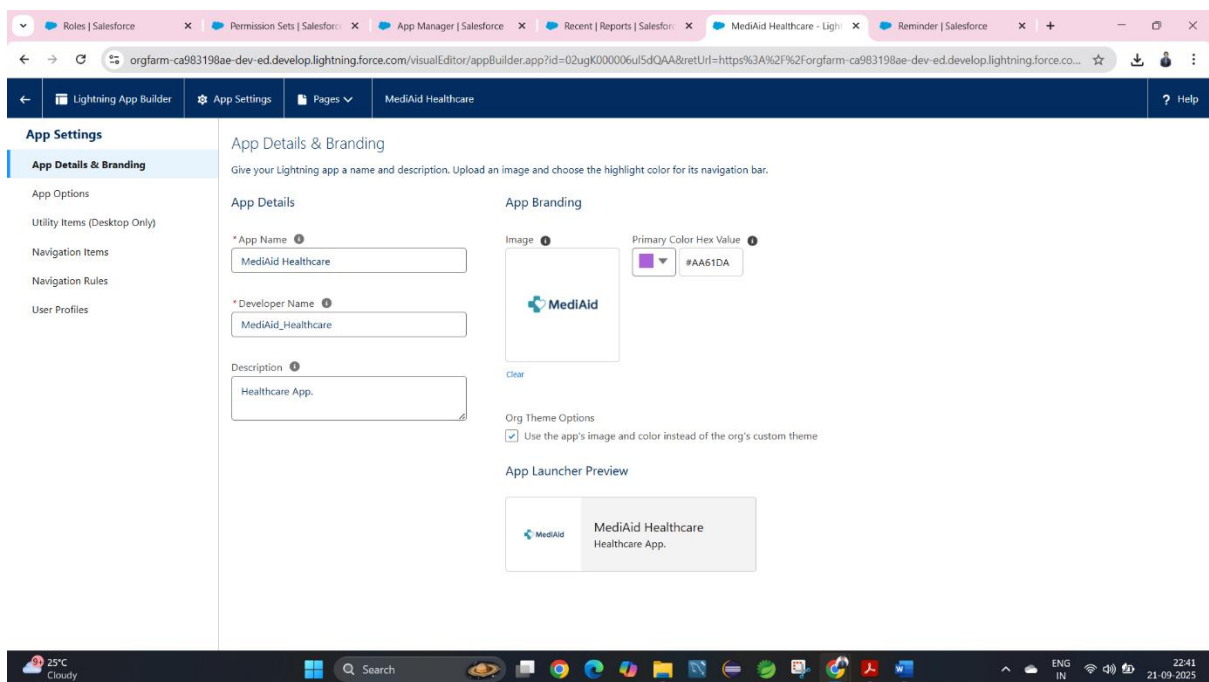 Roles | Salesforce
Permission Sets | Salesforc
App Manager | Salesforce
Recent | Reports | Salesforc
MediAid Healthcare - Ligh
Reminder | Salesforce
orgfarm-ca983198ae-dev-ed.develop.lightning.force.com/visualEditor/appBuilder.app?id=02ugK000006ul5dQAA&retUrl=https%3A%2F%2Forgfarm-ca983198ae-dev-ed.develop.lightning.force.co...
Lightning App Builder
App Settings
Pages
MediAid Healthcare
? Help
App Settings
App Details & Branding
App Options
Utility Items (Desktop Only)
Navigation Items
Navigation Rules
User Profiles
App Details & Branding
Give your Lightning app a name and description. Upload an image and choose the highlight color for its navigation bar.
App Details
*App Name
MediAid Healthcare
*Developer Name
MediAid_Healthcare
Description
Healthcare App.
App Branding
Image
Primary Color Hex Value
#AA61DA
MediAid
Clear
Org Theme Options
Use the app's image and color instead of the org's custom theme
App Launcher Preview
MediAid
MediAid Healthcare
Healthcare App.
9+
25°C
Cloudy
Search
ENG
IN
22:41
21-09-2025